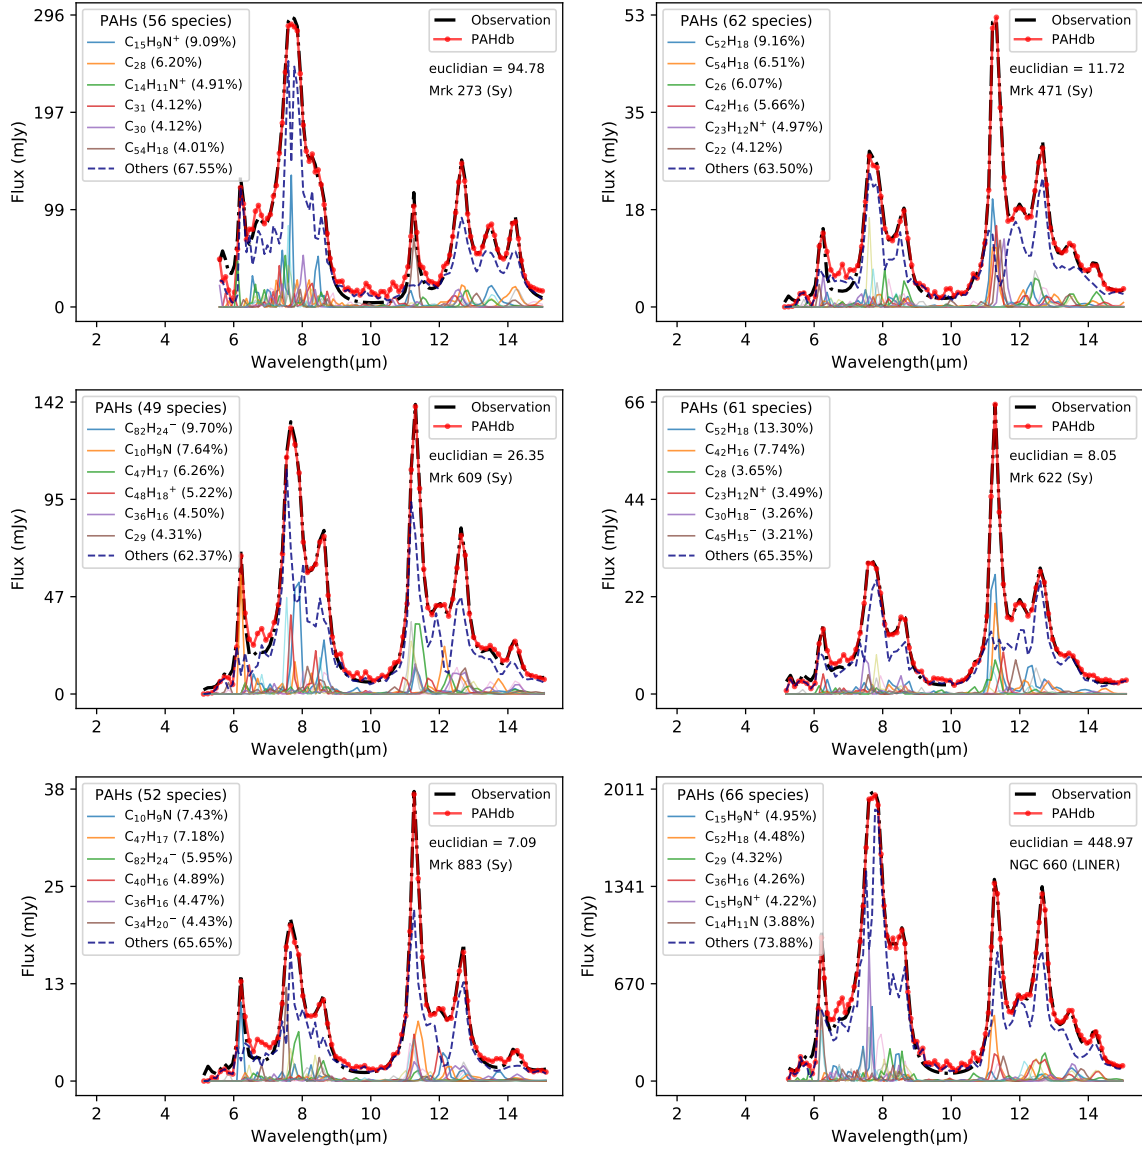 PAHs (56 species)
C₁₅H₉N⁺ (9.09%)
C₂₈ (6.20%)
C₁₄H₁₁N⁺ (4.91%)
C₃₁ (4.12%)
C₃₀ (4.12%)
C₅₄H₁₈ (4.01%)
Others (67.55%)
Observation
PAHdb
euclidian = 94.78
Mrk 273 (Sy)
296
197
99
0
Flux (mJy)
2 4 6 8 10 12 14
Wavelength(μm)
PAHs (62 species)
C₅₂H₁₈ (9.16%)
C₅₄H₁₈ (6.51%)
C₂₆ (6.07%)
C₄₂H₁₆ (5.66%)
C₂₃H₁₂N⁺ (4.97%)
C₂₂ (4.12%)
Others (63.50%)
Observation
PAHdb
euclidian = 11.72
Mrk 471 (Sy)
53
35
18
0
Flux (mJy)
2 4 6 8 10 12 14
Wavelength(μm)
PAHs (49 species)
C₈₂H₂₄⁻ (9.70%)
C₁₀H₉N (7.64%)
C₄₇H₁₇ (6.26%)
C₄₈H₁₈⁺ (5.22%)
C₃₆H₁₆ (4.50%)
C₂₉ (4.31%)
Others (62.37%)
Observation
PAHdb
euclidian = 26.35
Mrk 609 (Sy)
142
95
47
0
Flux (mJy)
2 4 6 8 10 12 14
Wavelength(μm)
PAHs (61 species)
C₅₂H₁₈ (13.30%)
C₄₂H₁₆ (7.74%)
C₂₈ (3.65%)
C₂₃H₁₂N⁺ (3.49%)
C₃₀H₁₈⁻ (3.26%)
C₄₅H₁₅⁻ (3.21%)
Others (65.35%)
Observation
PAHdb
euclidian = 8.05
Mrk 622 (Sy)
66
44
22
0
Flux (mJy)
2 4 6 8 10 12 14
Wavelength(μm)
PAHs (52 species)
C₁₀H₉N (7.43%)
C₄₇H₁₇ (7.18%)
C₈₂H₂₄⁻ (5.95%)
C₄₀H₁₆ (4.89%)
C₃₆H₁₆ (4.47%)
C₃₄H₂₀⁻ (4.43%)
Others (65.65%)
Observation
PAHdb
euclidian = 7.09
Mrk 883 (Sy)
38
25
13
0
Flux (mJy)
2 4 6 8 10 12 14
Wavelength(μm)
PAHs (66 species)
C₁₅H₉N⁺ (4.95%)
C₅₂H₁₈ (4.48%)
C₂₉ (4.32%)
C₃₆H₁₆ (4.26%)
C₁₅H₉N⁺ (4.22%)
C₁₄H₁₁N (3.88%)
Others (73.88%)
Observation
PAHdb
euclidian = 448.97
NGC 660 (LINER)
2011
1341
670
0
Flux (mJy)
2 4 6 8 10 12 14
Wavelength(μm)